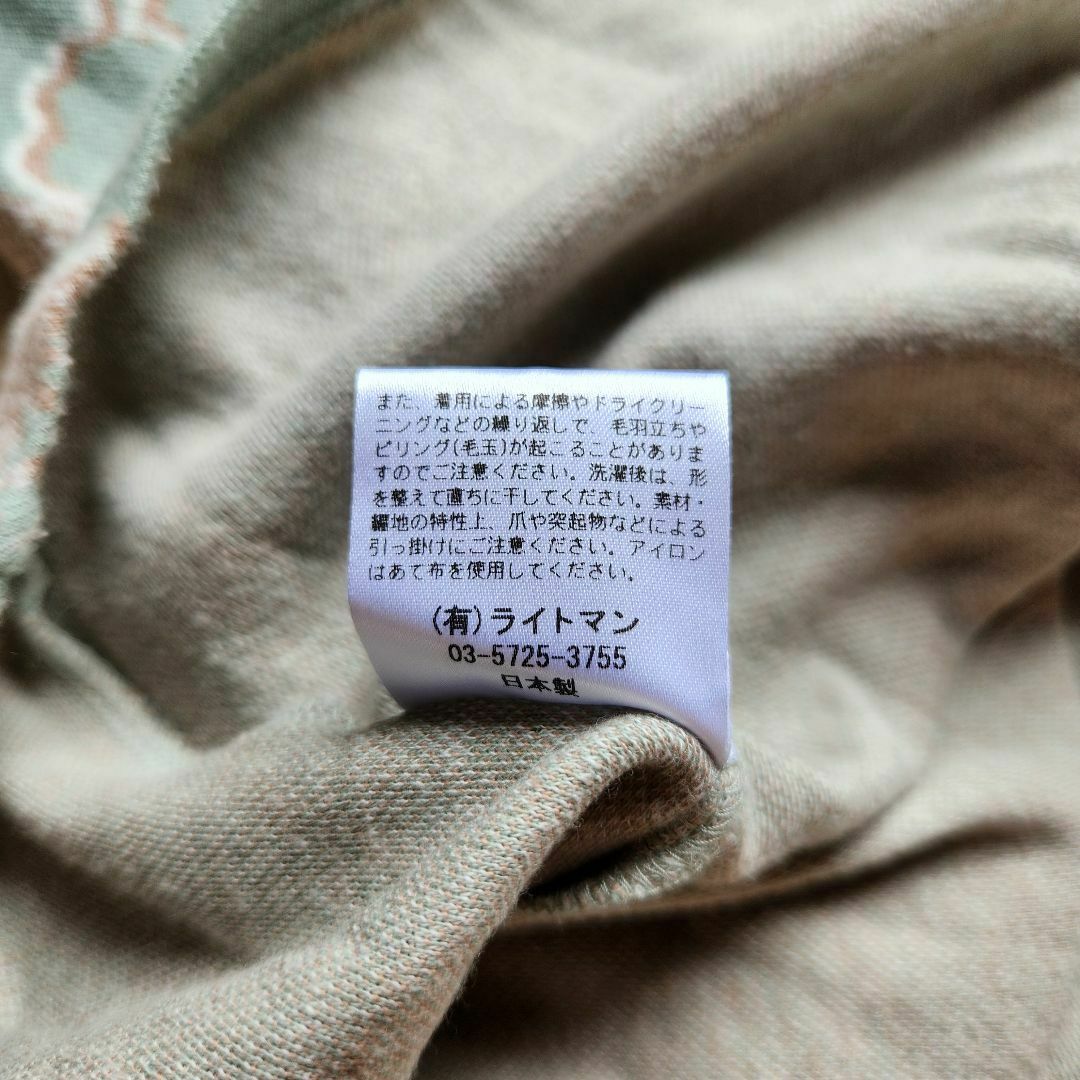 また、着用による摩擦やドライクリー
ニングなどの繰り返しで、毛羽立ちや
ピリング(毛玉)が起こることがありま
すのでご注意ください。洗濯後は、形
を整えて直ちに干してください。素材・
編地の特性上、爪や突起物などによる
引っ掛けにご注意ください。アイロン
はあて布を使用してください。
(有)ライトマン
03-5725-3755
日本製